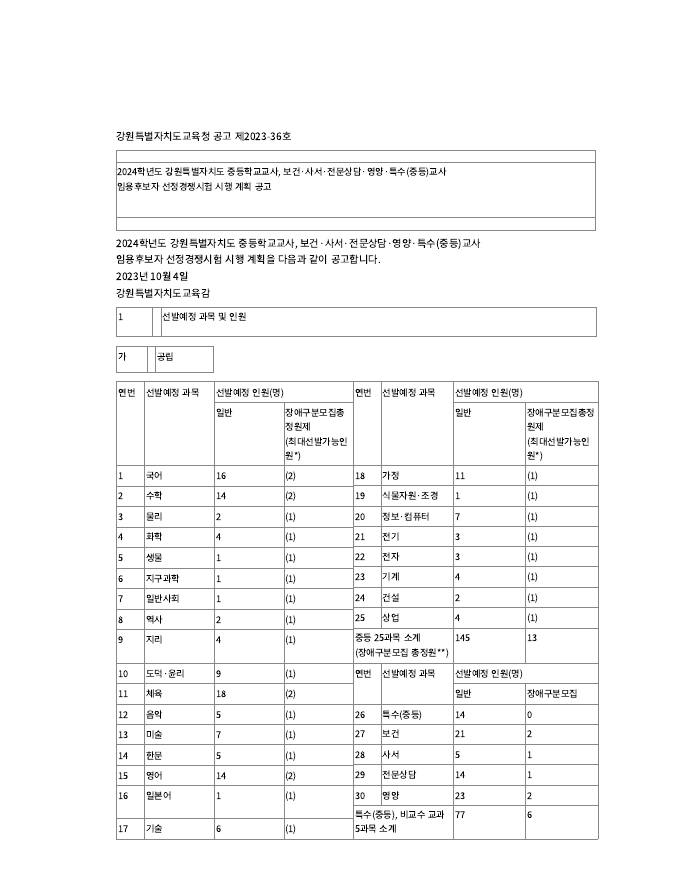 강원특별자치도교육청 공고 제2023-36호
2024학년도 강원특별자치도 중등학교교사, 보건·사서·전문상담·영양·특수(중등)교사
임용후보자 선정경쟁시험 시행 계획 공고
2024학년도 강원특별자치도 중등학교교사, 보건·사서·전문상담·영양·특수(중등)교사
임용후보자 선정경쟁시험 시행 계획을 다음과 같이 공고합니다.
2023년 10월 4일
강원특별자치도교육감
1 선발예정 과목 및 인원
가 공립
연번 선발예정 과목 선발예정 인원(명) 연번 선발예정 과목 선발예정 인원(명)
일반 장애구분모집총 일반 장애구분모집총정
정원제 원제
(최대선발가능인 (최대선발가능인
원*) 원*)
1 국어 16 (2) 18 가정 11 (1)
2 수학 14 (2) 19 식물자원·조경 1 (1)
3 물리 2 (1) 20 정보·컴퓨터 7 (1)
4 화학 4 (1) 21 전기 3 (1)
5 생물 1 (1) 22 전자 3 (1)
6 지구과학 1 (1) 23 기계 4 (1)
7 일반사회 1 (1) 24 건설 2 (1)
8 역사 2 (1) 25 상업 4 (1)
9 지리 4 (1) 중등 25과목 소계 145 13
(장애구분모집 총정원**)
10 도덕·윤리 9 (1) 연번 선발예정 과목 선발예정 인원(명)
11 체육 18 (2) 일반 장애구분모집
12 음악 5 (1) 26 특수(중등) 14 0
13 미술 7 (1) 27 보건 21 2
14 한문 5 (1) 28 사서 5 1
15 영어 14 (2) 29 전문상담 14 1
16 일본어 1 (1) 30 영양 23 2
특수(중등), 비교수 교과 77 6
17 기술 6 (1) 5과목 소계